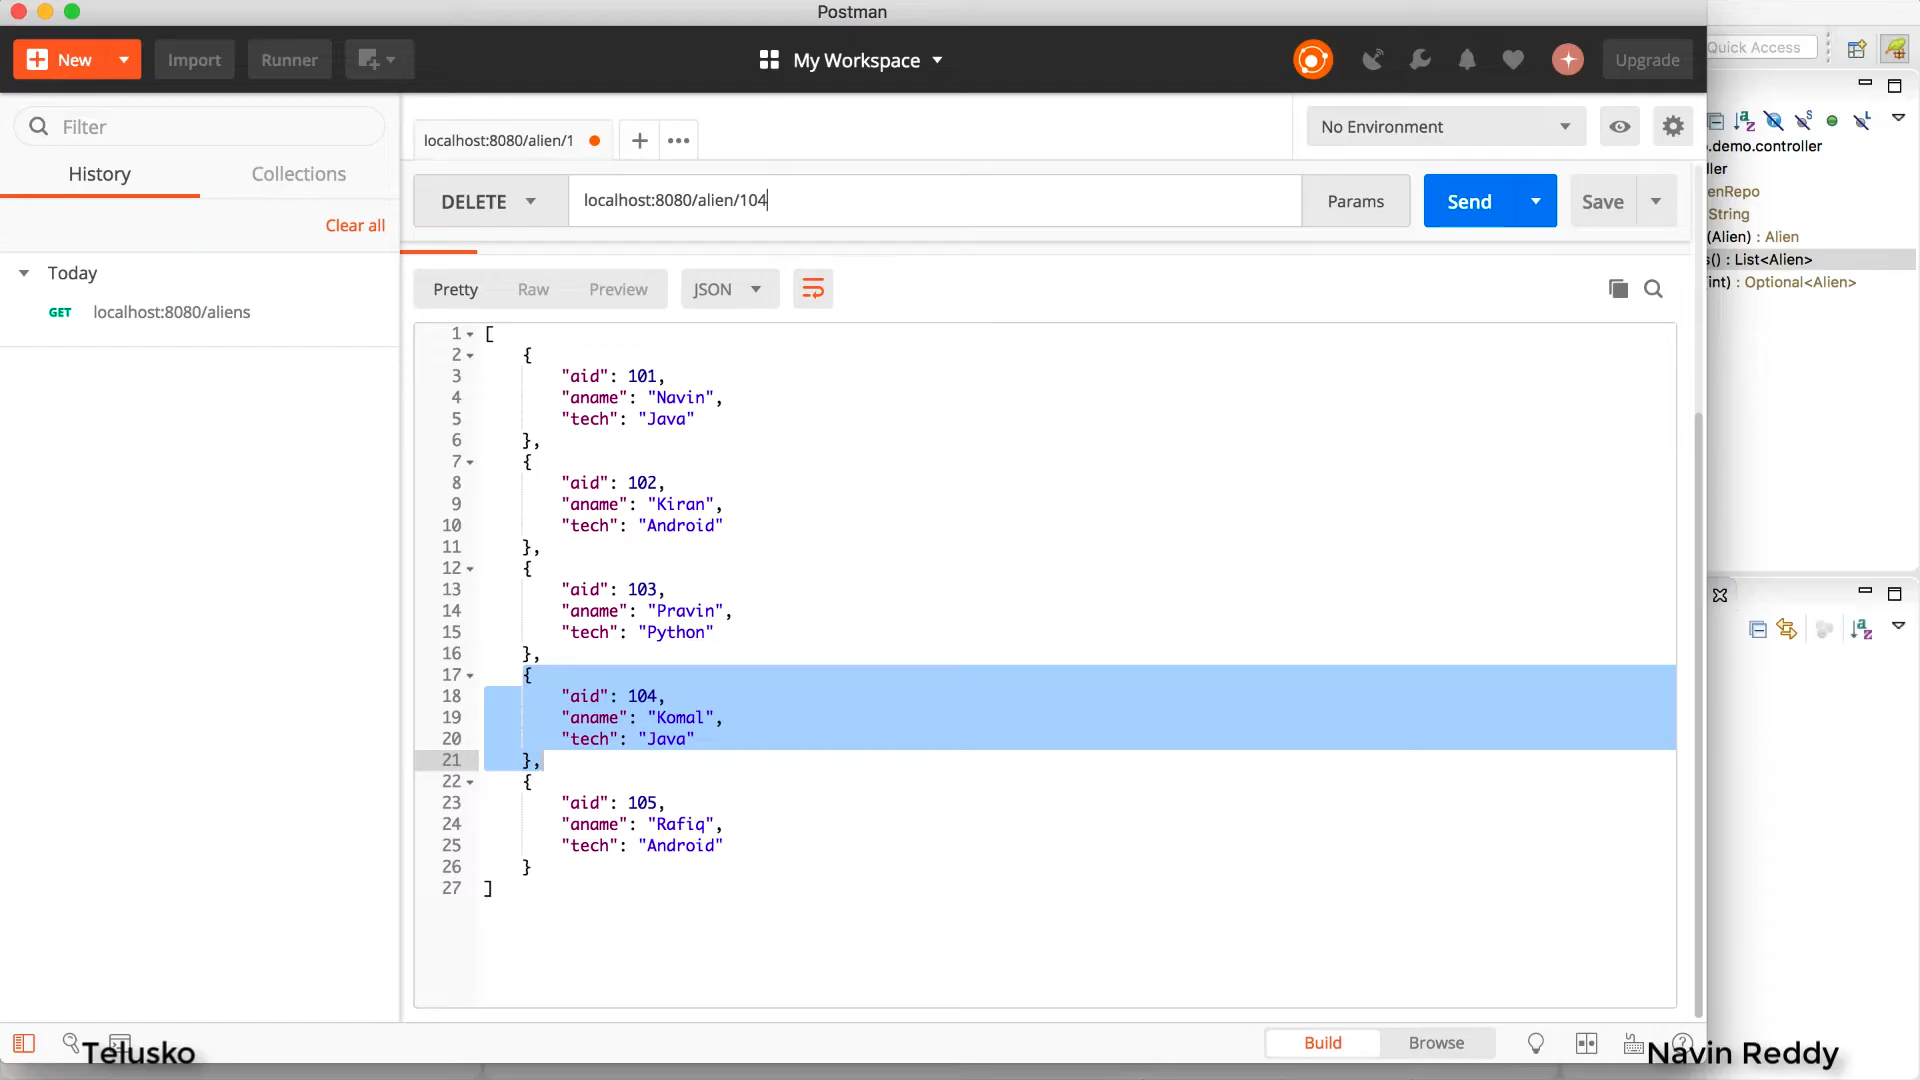 Postman
New
Import
Runner
My Workspace
Upgrade
Quick Access
Filter
History
Collections
Clear all
Today
GET localhost:8080/aliens
localhost:8080/alien/1
No Environment
DELETE
localhost:8080/alien/104
Params
Send
Save
Pretty
Raw
Preview
JSON
1 [
2 {
3 "aid": 101,
4 "aname": "Navin",
5 "tech": "Java"
6 },
7 {
8 "aid": 102,
9 "aname": "Kiran",
10 "tech": "Android"
11 },
12 {
13 "aid": 103,
14 "aname": "Pravin",
15 "tech": "Python"
16 },
17 {
18 "aid": 104,
19 "aname": "Komal",
20 "tech": "Java"
21 },
22 {
23 "aid": 105,
24 "aname": "Rafiq",
25 "tech": "Android"
26 }
27 ]
.demo.controller
ller
enRepo
String
(Alien) : Alien
s() : List<Alien>
int) : Optional<Alien>
Build
Browse
Telusko
Navin Reddy